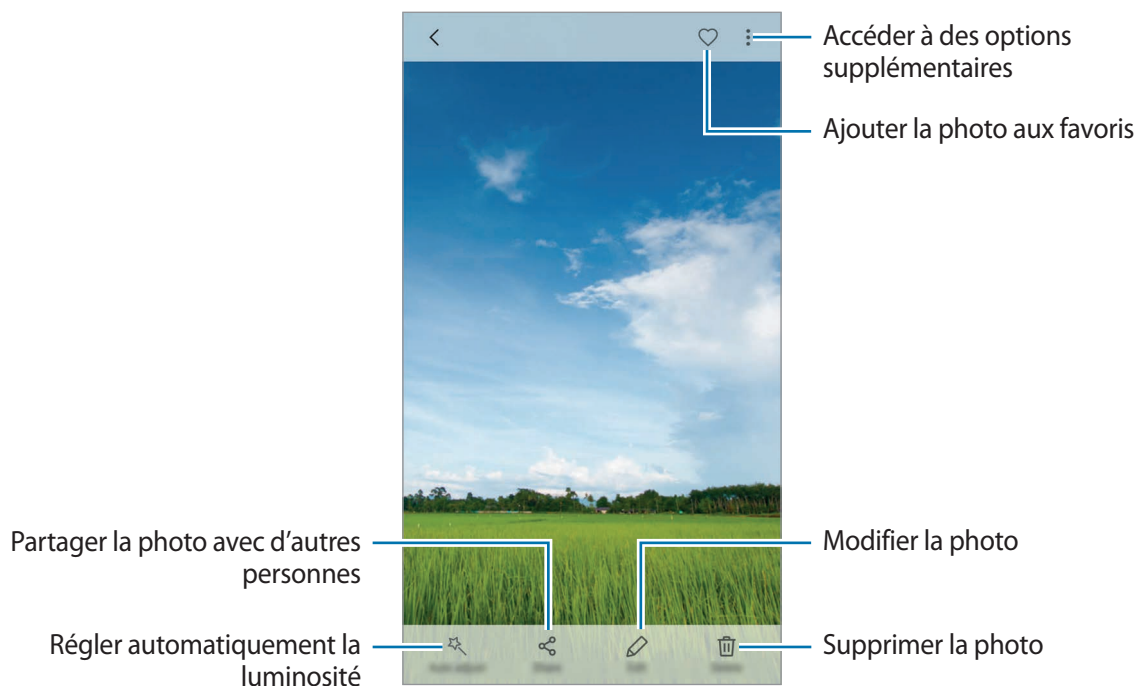 Accéder à des options
supplémentaires
Ajouter la photo aux favoris
Partager la photo avec d’autres
personnes
Modifier la photo
Régler automatiquement la
luminosité
Supprimer la photo